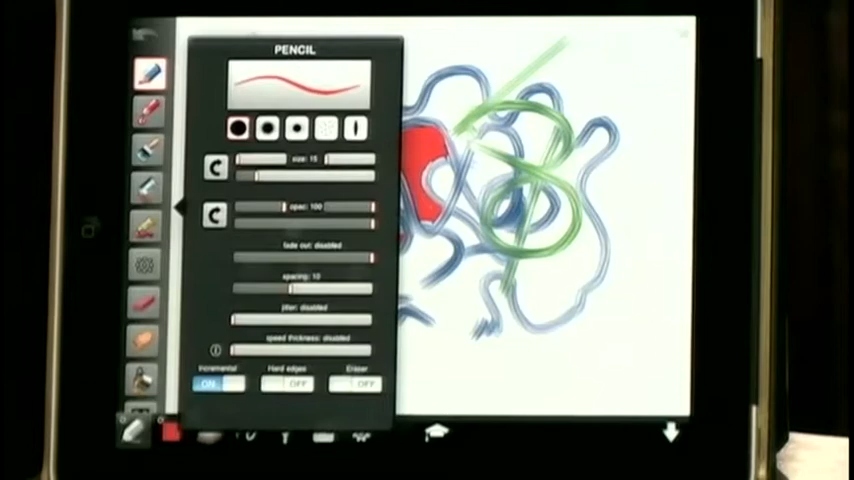 PENCIL
size: 15
opac: 100
fade out: disabled
spacing: 10
jitter: disabled
speed thickness: disabled
Incremental Hard edges Eraser
ON OFF OFF